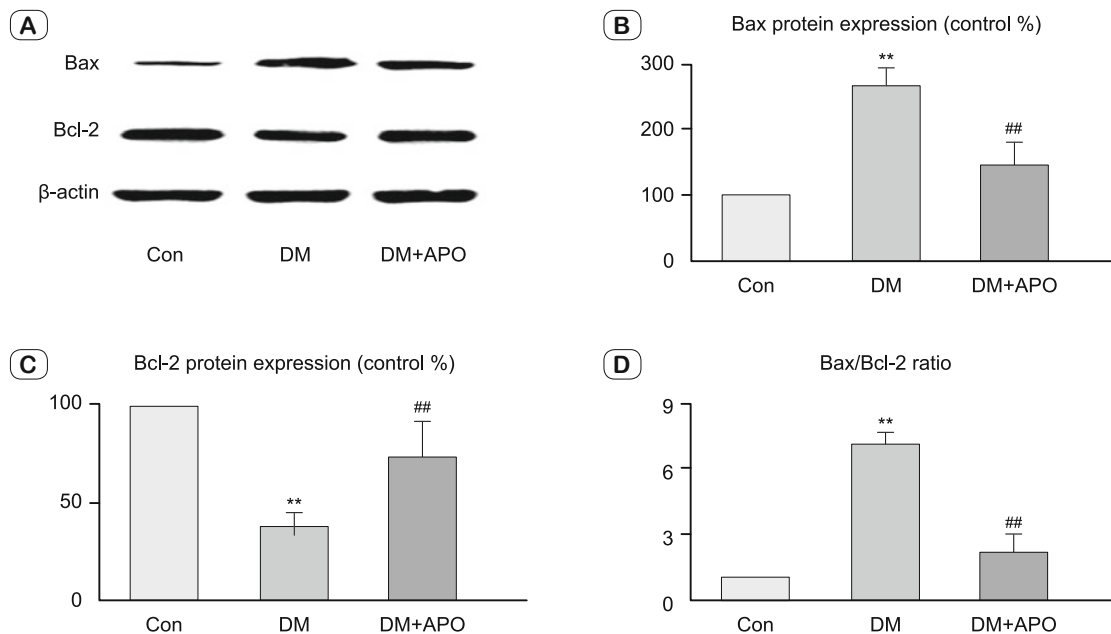 A
Bax
Bcl-2
β-actin
Con DM DM+APO
B
Bax protein expression (control %)
300
200
100
0
**
##
Con DM DM+APO
C
Bcl-2 protein expression (control %)
100
50
0
**
##
Con DM DM+APO
D
Bax/Bcl-2 ratio
9
6
3
0
**
##
Con DM DM+APO